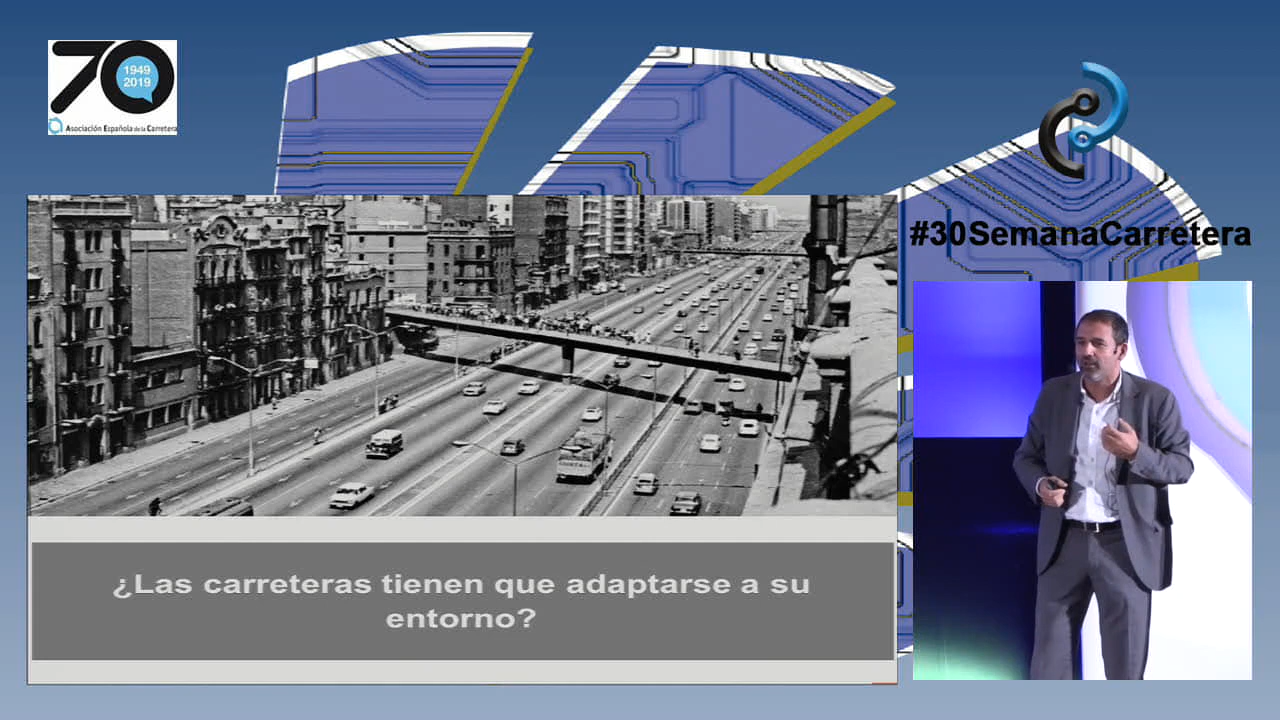 70
1949
2019
Asociación Española de la Carretera
#30SemanaCarretera
¿Las carreteras tienen que adaptarse a su
entorno?